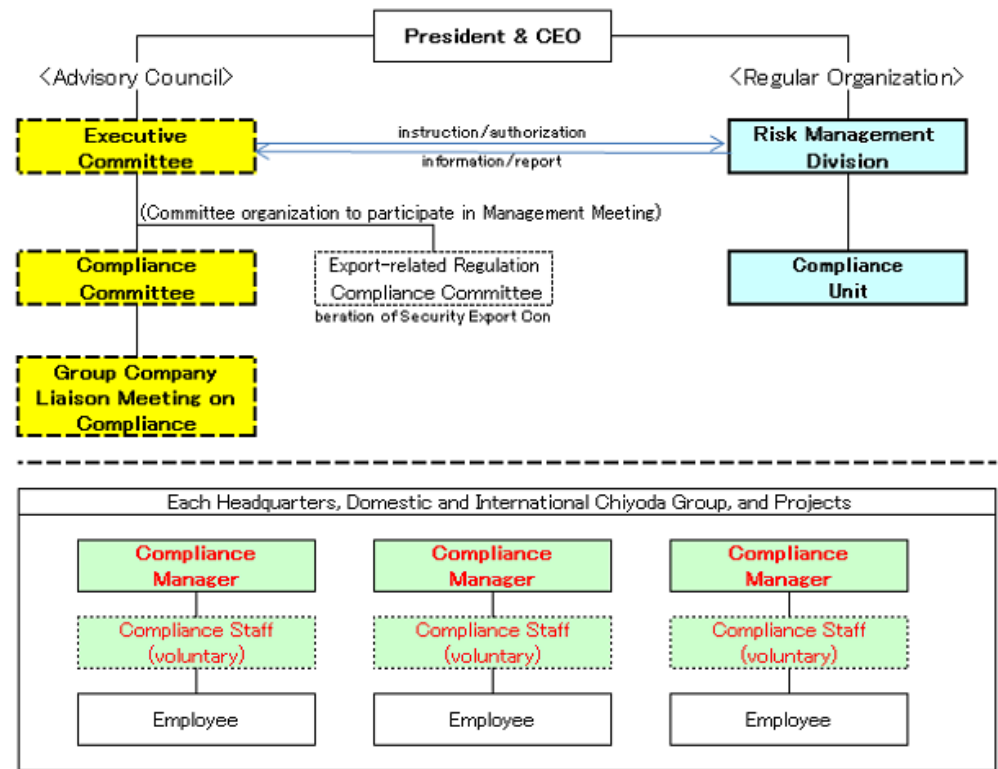 President & CEO
<Advisory Council>
<Regular Organization>
Executive
Committee
instruction/authorization
information/report
Risk Management
Division
(Committee organization to participate in Management Meeting)
Compliance
Committee
Export-related Regulation
Compliance Committee
beration of Security Export Con
Compliance
Unit
Group Company
Liaison Meeting on
Compliance
Each Headquarters, Domestic and International Chiyoda Group, and Projects
Compliance
Manager
Compliance
Manager
Compliance
Manager
Compliance Staff
(voluntary)
Compliance Staff
(voluntary)
Compliance Staff
(voluntary)
Employee
Employee
Employee